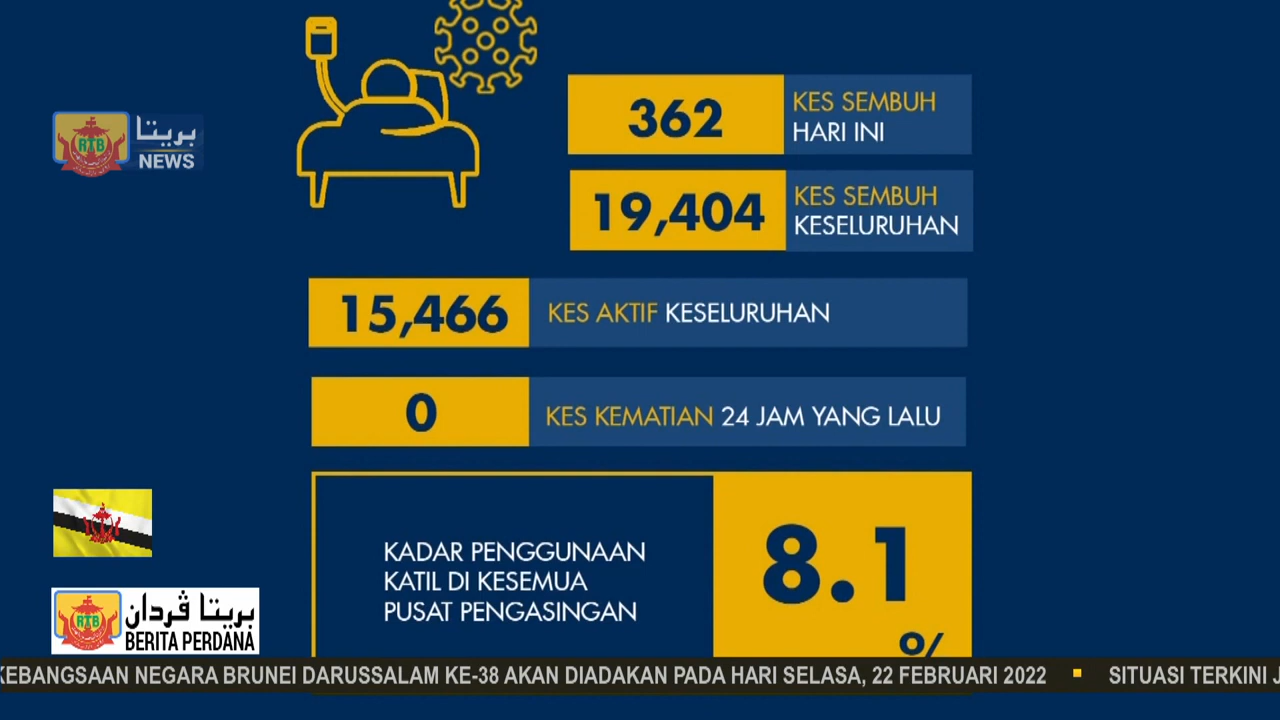 362
KES SEMBUH
HARI INI
RTB
بريتا
NEWS
19,404
KES SEMBUH
KESELURUHAN
15,466
KES AKTIF KESELURUHAN
0
KES KEMATIAN 24 JAM YANG LALU
KADAR PENGGUNAAN
KATIL DI KESEMUA
PUSAT PENGASINGAN
8.1
%
RTB
بريتا ڤردان
BERITA PERDANA
KEBANGSAAN NEGARA BRUNEI DARUSSALAM KE-38 AKAN DIADAKAN PADA HARI SELASA, 22 FEBRUARI 2022 ▪ SITUASI TERKINI J